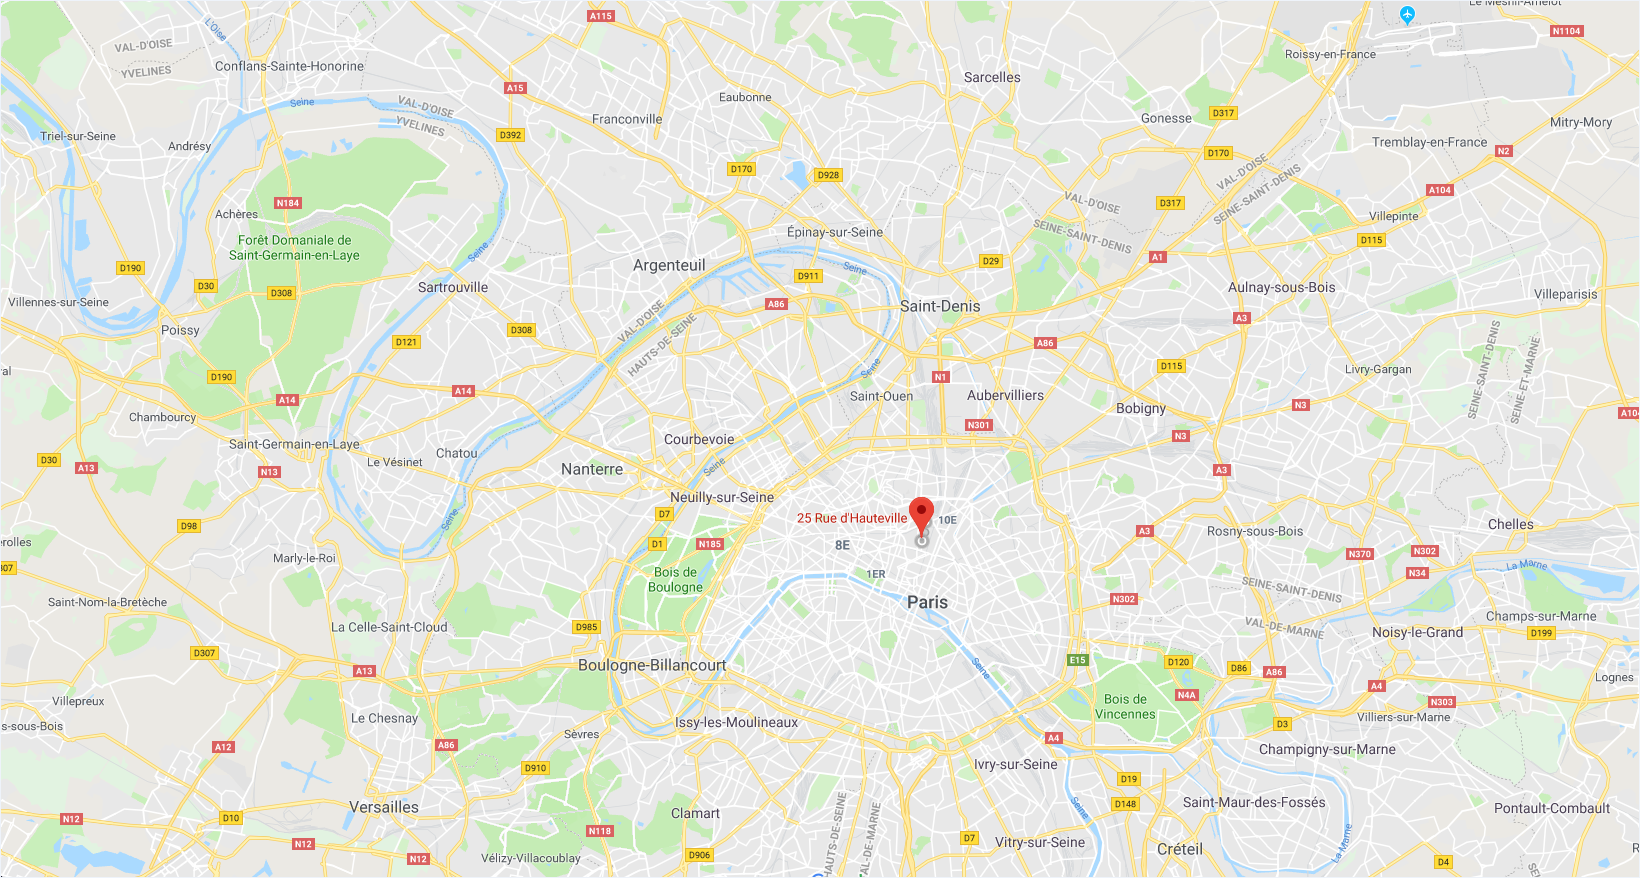 A115
Le Mesnil-Amelot
N1104
L'Oise
VAL-D'OISE
YVELINES
Conflans-Sainte-Honorine
Roissy-en-France
Sarcelles
A15
Eaubonne
Seine
VAL-D'OISE
YVELINES
Franconville
Gonesse
D317
Mitry-Mory
Triel-sur-Seine
Andrésy
D392
Tremblay-en-France
N2
D170
D170
D928
VAL-D'OISE
SEINE-SAINT-DENIS
A104
N184
Achères
VAL-D'OISE
SEINE-SAINT-DENIS
D317
Villepinte
Forêt Domaniale de
Saint-Germain-en-Laye
Seine
Épinay-sur-Seine
D115
D190
Argenteuil
Seine
D911
D29
A1
D30
D308
Sartrouville
Aulnay-sous-Bois
Villeparisis
Villennes-sur-Seine
A86
Saint-Denis
VAL-D'OISE
HAUTS-DE-SEINE
A3
Poissy
D308
D121
A86
SEINE-SAINT-DENIS
SEINE-ET-MARNE
D190
Seine
D115
Livry-Gargan
N1
A14
A14
Saint-Ouen
Aubervilliers
Bobigny
N3
A104
Chambourcy
N301
N3
Saint-Germain-en-Laye
Courbevoie
Chatou
D30
A13
N13
Le Vésinet
Nanterre
Seine
A3
Neuilly-sur-Seine
D7
25 Rue d'Hauteville
10E
Seine
D98
Chelles
A3
Rosny-sous-Bois
erolles
D1
N185
8E
N370
N302
Marly-le-Roi
307
Bois de
Boulogne
1ER
N34
La Marne
SEINE-SAINT-DENIS
VAL-DE-MARNE
Saint-Nom-la-Bretèche
Paris
N302
Champs-sur-Marne
La Celle-Saint-Cloud
D985
Noisy-le-Grand
D199
D307
Boulogne-Billancourt
Seine
E15
D120
D86
A86
A13
Lognes
Villepreux
N4A
A4
N303
Bois de
Vincennes
Le Chesnay
s-sous-Bois
Issy-les-Moulineaux
Villiers-sur-Marne
D3
Sèvres
A12
A86
A4
Champigny-sur-Marne
D910
Ivry-sur-Seine
D19
Versailles
Seine
D148
Saint-Maur-des-Fossés
Pontault-Combault
Clamart
N12
D10
HAUTS-DE-SEINE
VAL-DE-MARNE
N118
La Marne
N12
D7
Vitry-sur-Seine
Créteil
N12
Vélizy-Villacoublay
D906
D4